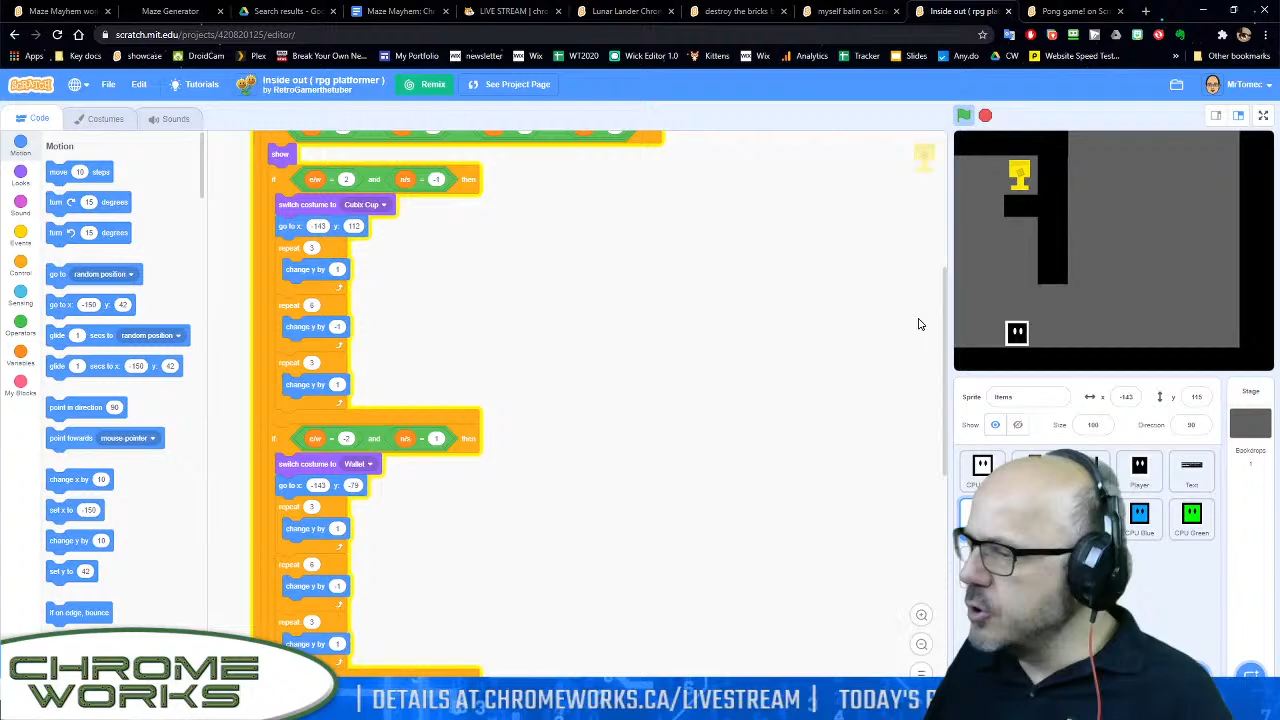 Maze Mayhem work
Maze Generator
Search results - Goo
Maze Mayhem: Chr
LIVE STREAM | chro
Lunar Lander Chrom
destroy the bricks b
myself balin on Scra
Inside out ( rpg plat
Pong game! on Scr
scratch.mit.edu/projects/420820125/editor/
Apps showcase DroidCam Plex Break Your Own News My Portfolio newsletter Wix WT2020 Wick Editor 1.0 Kittens Analytics Tracker Slides Any.do CW Website Speed Test Other bookmarks
SCRATCH File Edit Tutorials Inside out ( rpg platformer ) Remix See Project Page MrTomec
by RetroGamerthetuber
Code Costumes Sounds
Motion
Looks
Sound
Events
Control
Sensing
Operators
Variables
My Blocks
Motion
move 10 steps
turn 15 degrees
turn 15 degrees
go to random position
go to x: -150 y: 42
glide 1 secs to random position
glide 1 secs to x: -150 y: 42
point in direction 90
point towards mouse-pointer
change x by 10
set x to -150
change y by 10
set y to 42
if on edge, bounce
show
if e/w = 2 and n/s = -1 then
switch costume to Cubix Cup
go to x: -143 y: 112
repeat 3
change y by 1
repeat 6
change y by -1
repeat 3
change y by 1
if e/w = -2 and n/s = 1 then
switch costume to Wallet
go to x: -143 y: -79
repeat 3
change y by 1
repeat 6
change y by -1
repeat 3
change y by 1
Sprite Items x -143 y 115
Show Size 100 Direction 90
CPU
Player
Text
CPU Blue
CPU Green
Stage
Backdrops
1
CHROME
WORKS
| DETAILS AT CHROMEWORKS.CA/LIVESTREAM | TODAY'S